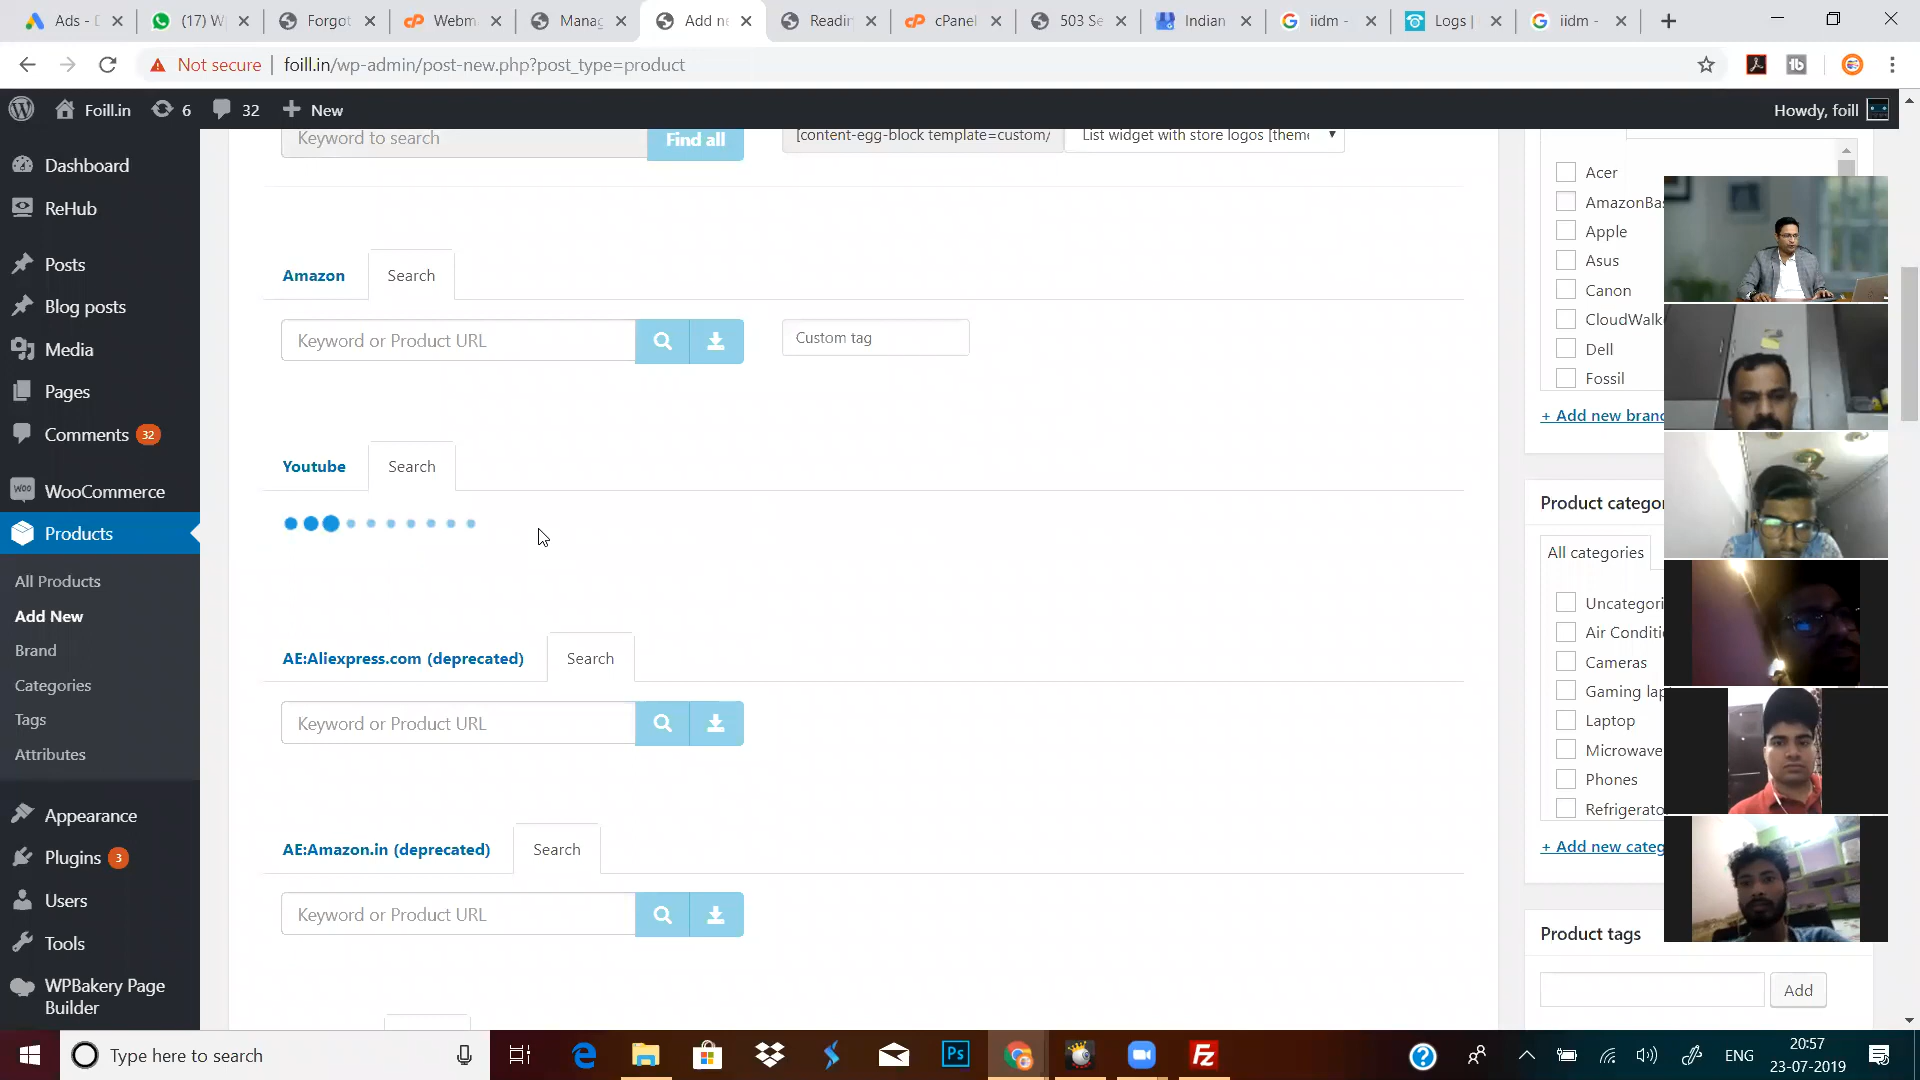 Ads - D
(17) W
Forgot
Webm
Manag
Add ne
Readin
cPanel
503 Se
Indian
iidm -
Logs |
iidm -
Not secure
foill.in/wp-admin/post-new.php?post_type=product
Foill.in
6
32
New
Howdy, foill
Dashboard
ReHub
Posts
Blog posts
Media
Pages
Comments 32
WooCommerce
Products
All Products
Add New
Brand
Categories
Tags
Attributes
Appearance
Plugins 3
Users
Tools
WPBakery Page
Builder
Keyword to search
Find all
[content-egg-block template=custom/
List widget with store logos [theme
Amazon
Search
Keyword or Product URL
Custom tag
Youtube
Search
AE:Aliexpress.com (deprecated)
Search
Keyword or Product URL
AE:Amazon.in (deprecated)
Search
Keyword or Product URL
Acer
AmazonBas
Apple
Asus
Canon
CloudWalk
Dell
Fossil
+ Add new brand
Product categor
All categories
Uncategori
Air Conditi
Cameras
Gaming lap
Laptop
Microwave
Phones
Refrigerato
+ Add new categ
Product tags
Add
Type here to search
Ps
Fz
ENG
20:57
23-07-2019